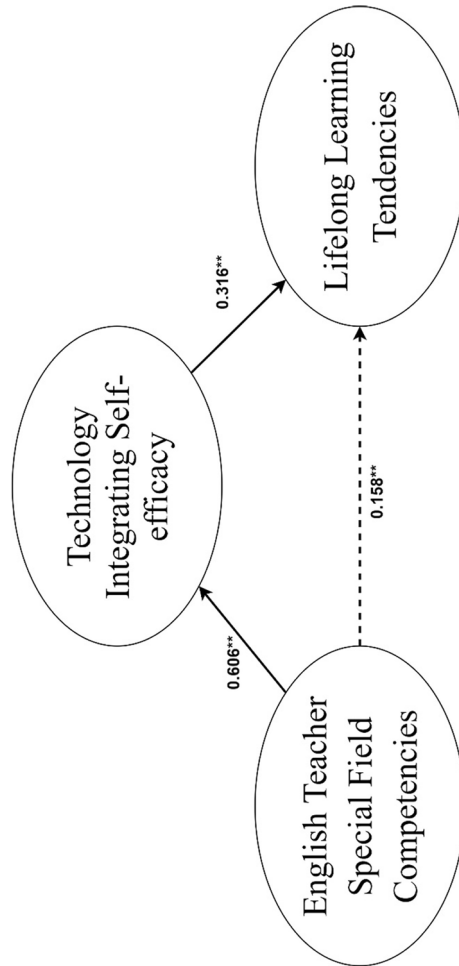 Technology
Integrating Self-
efficacy
0.606**
0.316**
English Teacher
Special Field
Competencies
0.158**
Lifelong Learning
Tendencies